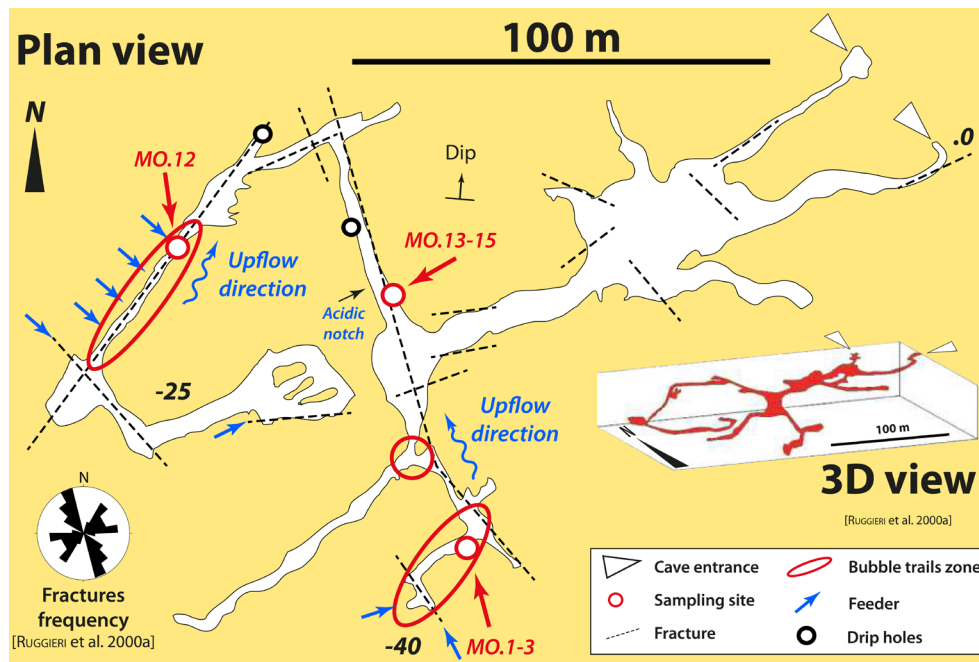 Plan view
100 m
N
MO.12
Dip
.0
MO.13-15
Upflow
direction
Acidic
notch
-25
Upflow
direction
N
100 m
3D view
[RUGGIERI et al. 2000a]
N
Fractures
frequency
[RUGGIERI et al. 2000a]
-40
MO.1-3
Cave entrance
Bubble trails zone
Sampling site
Feeder
Fracture
Drip holes